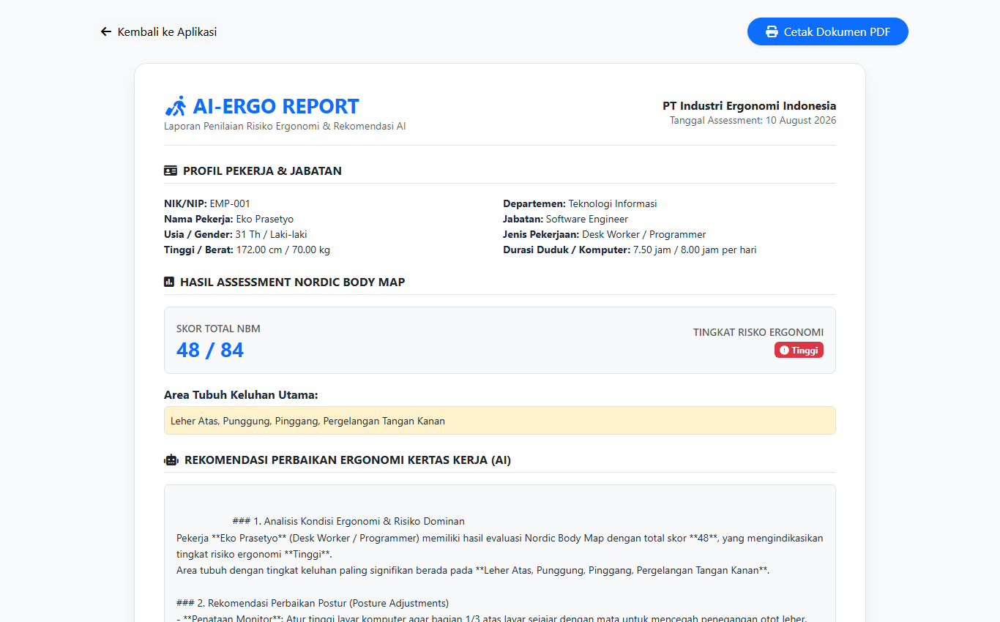 Kembali ke Aplikasi
Cetak Dokumen PDF
AI-ERGO REPORT
Laporan Penilaian Risiko Ergonomi & Rekomendasi AI
PT Industri Ergonomi Indonesia
Tanggal Assessment: 10 August 2026
PROFIL PEKERJA & JABATAN
NIK/NIP: EMP-001
Nama Pekerja: Eko Prasetyo
Usia / Gender: 31 Th / Laki-laki
Tinggi / Berat: 172.00 cm / 70.00 kg
Departemen: Teknologi Informasi
Jabatan: Software Engineer
Jenis Pekerjaan: Desk Worker / Programmer
Durasi Duduk / Komputer: 7.50 jam / 8.00 jam per hari
HASIL ASSESSMENT NORDIC BODY MAP
SKOR TOTAL NBM
48 / 84
TINGKAT RISKO ERGONOMI
Tinggi
Area Tubuh Keluhan Utama:
Leher Atas, Punggung, Pinggang, Pergelangan Tangan Kanan
REKOMENDASI PERBAIKAN ERGONOMI KERTAS KERJA (AI)
### 1. Analisis Kondisi Ergonomi & Risiko Dominan
Pekerja **Eko Prasetyo** (Desk Worker / Programmer) memiliki hasil evaluasi Nordic Body Map dengan total skor **48**, yang mengindikasikan
tingkat risiko ergonomi **Tinggi**.
Area tubuh dengan tingkat keluhan paling signifikan berada pada **Leher Atas, Punggung, Pinggang, Pergelangan Tangan Kanan**.
### 2. Rekomendasi Perbaikan Postur (Posture Adjustments)
- **Penataan Monitor**: Atur tinggi layar komputer agar bagian 1/3 atas layar sejajar dengan mata untuk mencegah penegangan otot leher.